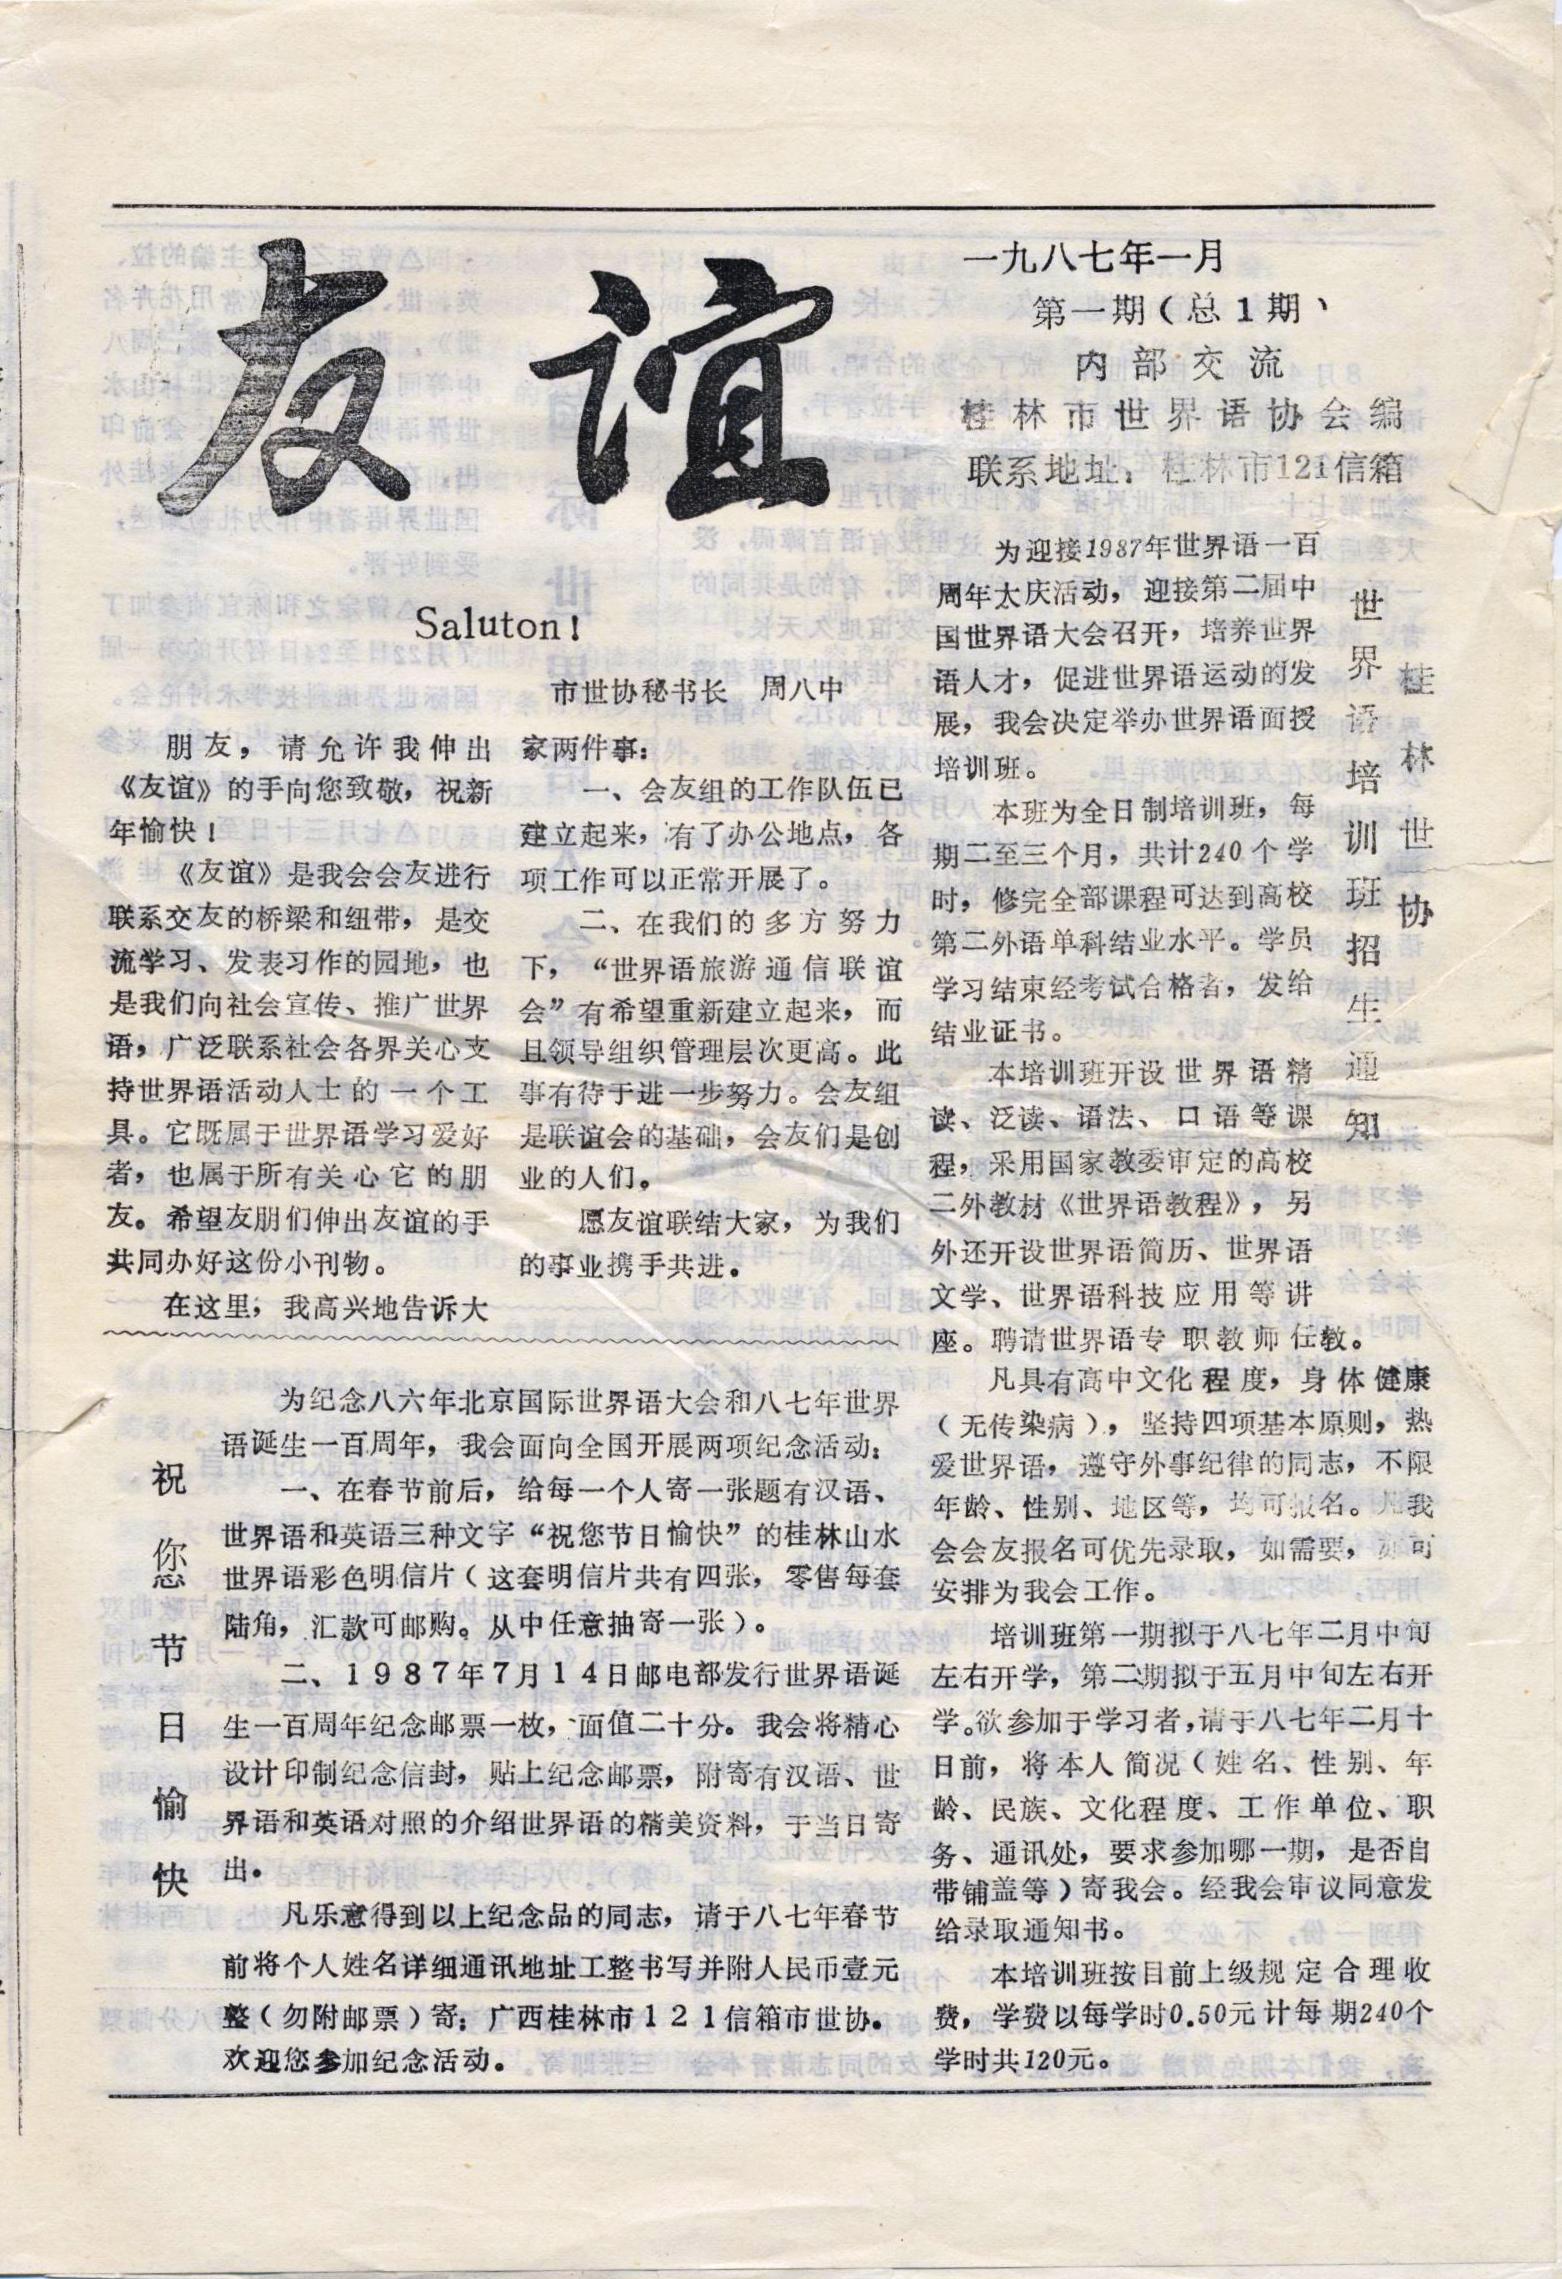 友谊
一九八七年一月
第一期(总1期)
内部交流
桂林市世界语协会编
联系地址:桂林市121信箱
Saluton!
市世协秘书长 周八中
朋友,请允许我伸出
《友谊》的手向您致敬,祝新
年愉快!
《友谊》是我会会友进行
联系交友的桥梁和纽带,是交
流学习、发表习作的园地,也
是我们向社会宣传、推广世界
语,广泛联系社会各界关心支
持世界语活动人士的一个工
具。它既属于世界语学习爱好
者,也属于所有关心它的朋
友。希望友朋们伸出友谊的手
共同办好这份小刊物。
在这里,我高兴地告诉大
家两件事:
一、会友组的工作队伍已
建立起来,有了办公地点,各
项工作可以正常开展了。
二、在我们的多方努力
下,“世界语旅游通信联谊
会”有希望重新建立起来,而
且领导组织管理层次更高。此
事有待于进一步努力。会友组
是联谊会的基础,会友们是创
业的人们。
愿友谊联结大家,为我们
的事业携手共进。
祝您节日愉快
为纪念八六年北京国际世界语大会和八七年世界
语诞生一百周年,我会面向全国开展两项纪念活动:
一、在春节前后,给每一个人寄一张题有汉语、
世界语和英语三种文字“祝您节日愉快”的桂林山水
世界语彩色明信片(这套明信片共有四张,零售每套
陆角,汇款可邮购。从中任意抽寄一张)。
二、1987年7月14日邮电部发行世界语诞
生一百周年纪念邮票一枚,面值二十分。我会将精心
设计印制纪念信封,贴上纪念邮票,附寄有汉语、世
界语和英语对照的介绍世界语的精美资料,于当日寄
出。
凡乐意得到以上纪念品的同志,请于八七年春节
前将个人姓名详细通讯地址工整书写并附人民币壹元
整(勿附邮票)寄:广西桂林市121信箱市世协。
欢迎您参加纪念活动。
桂林世协
世界语培训班招生通知
为迎接1987年世界语一百
周年大庆活动,迎接第二届中
国世界语大会召开,培养世界
语人才,促进世界语运动的发
展,我会决定举办世界语面授
培训班。
本班为全日制培训班,每
期二至三个月,共计240个学
时,修完全部课程可达到高校
第二外语单科结业水平。学员
学习结束经考试合格者,发给
结业证书。
本培训班开设世界语精
读、泛读、语法、口语等课
程,采用国家教委审定的高校
二外教材《世界语教程》,另
外还开设世界语简历、世界语
文学、世界语科技应用等讲
座。聘请世界语专职教师任教。
凡具有高中文化程度,身体健康
(无传染病),坚持四项基本原则,热
爱世界语,遵守外事纪律的同志,不限
年龄、性别、地区等,均可报名。凡我
会会友报名可优先录取,如需要,亦可
安排为我会工作。
培训班第一期拟于八七年二月中旬
左右开学,第二期拟于五月中旬左右开
学。欲参加于学习者,请于八七年二月十
日前,将本人简况(姓名、性别、年
龄、民族、文化程度、工作单位、职
务、通讯处,要求参加哪一期,是否自
带铺盖等)寄我会。经我会审议同意发
给录取通知书。
本培训班按目前上级规定合理收
费,学费以每学时0.50元计每期240个
学时共120元。